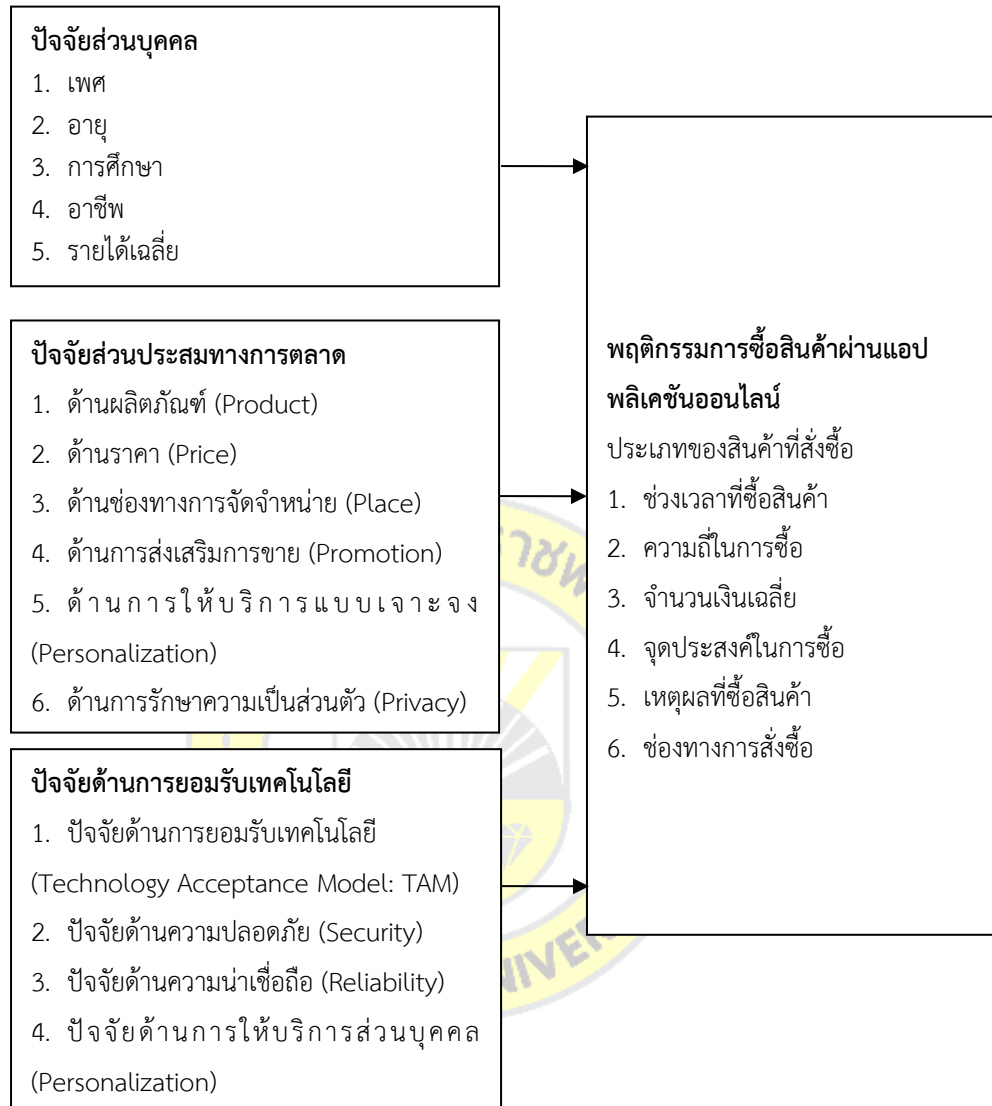 ปัจจัยส่วนบุคคล
1. เพศ
2. อายุ
3. การศึกษา
4. อาชีพ
5. รายได้เฉลี่ย
ปัจจัยส่วนประสมทางการตลาด
1. ด้านผลิตภัณฑ์ (Product)
2. ด้านราคา (Price)
3. ด้านช่องทางการจัดจำหน่าย (Place)
4. ด้านการส่งเสริมการขาย (Promotion)
5. ด้านการให้บริการแบบเจาะจง
(Personalization)
6. ด้านการรักษาความเป็นส่วนตัว (Privacy)
ปัจจัยด้านการยอมรับเทคโนโลยี
1. ปัจจัยด้านการยอมรับเทคโนโลยี
(Technology Acceptance Model: TAM)
2. ปัจจัยด้านความปลอดภัย (Security)
3. ปัจจัยด้านความน่าเชื่อถือ (Reliability)
4. ปัจจัยด้านการให้บริการส่วนบุคคล
(Personalization)
พฤติกรรมการซื้อสินค้าผ่านแอป
พลิเคชันออนไลน์
ประเภทของสินค้าที่สั่งซื้อ
1. ช่วงเวลาที่ซื้อสินค้า
2. ความถี่ในการซื้อ
3. จำนวนเงินเฉลี่ย
4. จุดประสงค์ในการซื้อ
5. เหตุผลที่ซื้อสินค้า
6. ช่องทางการสั่งซื้อ